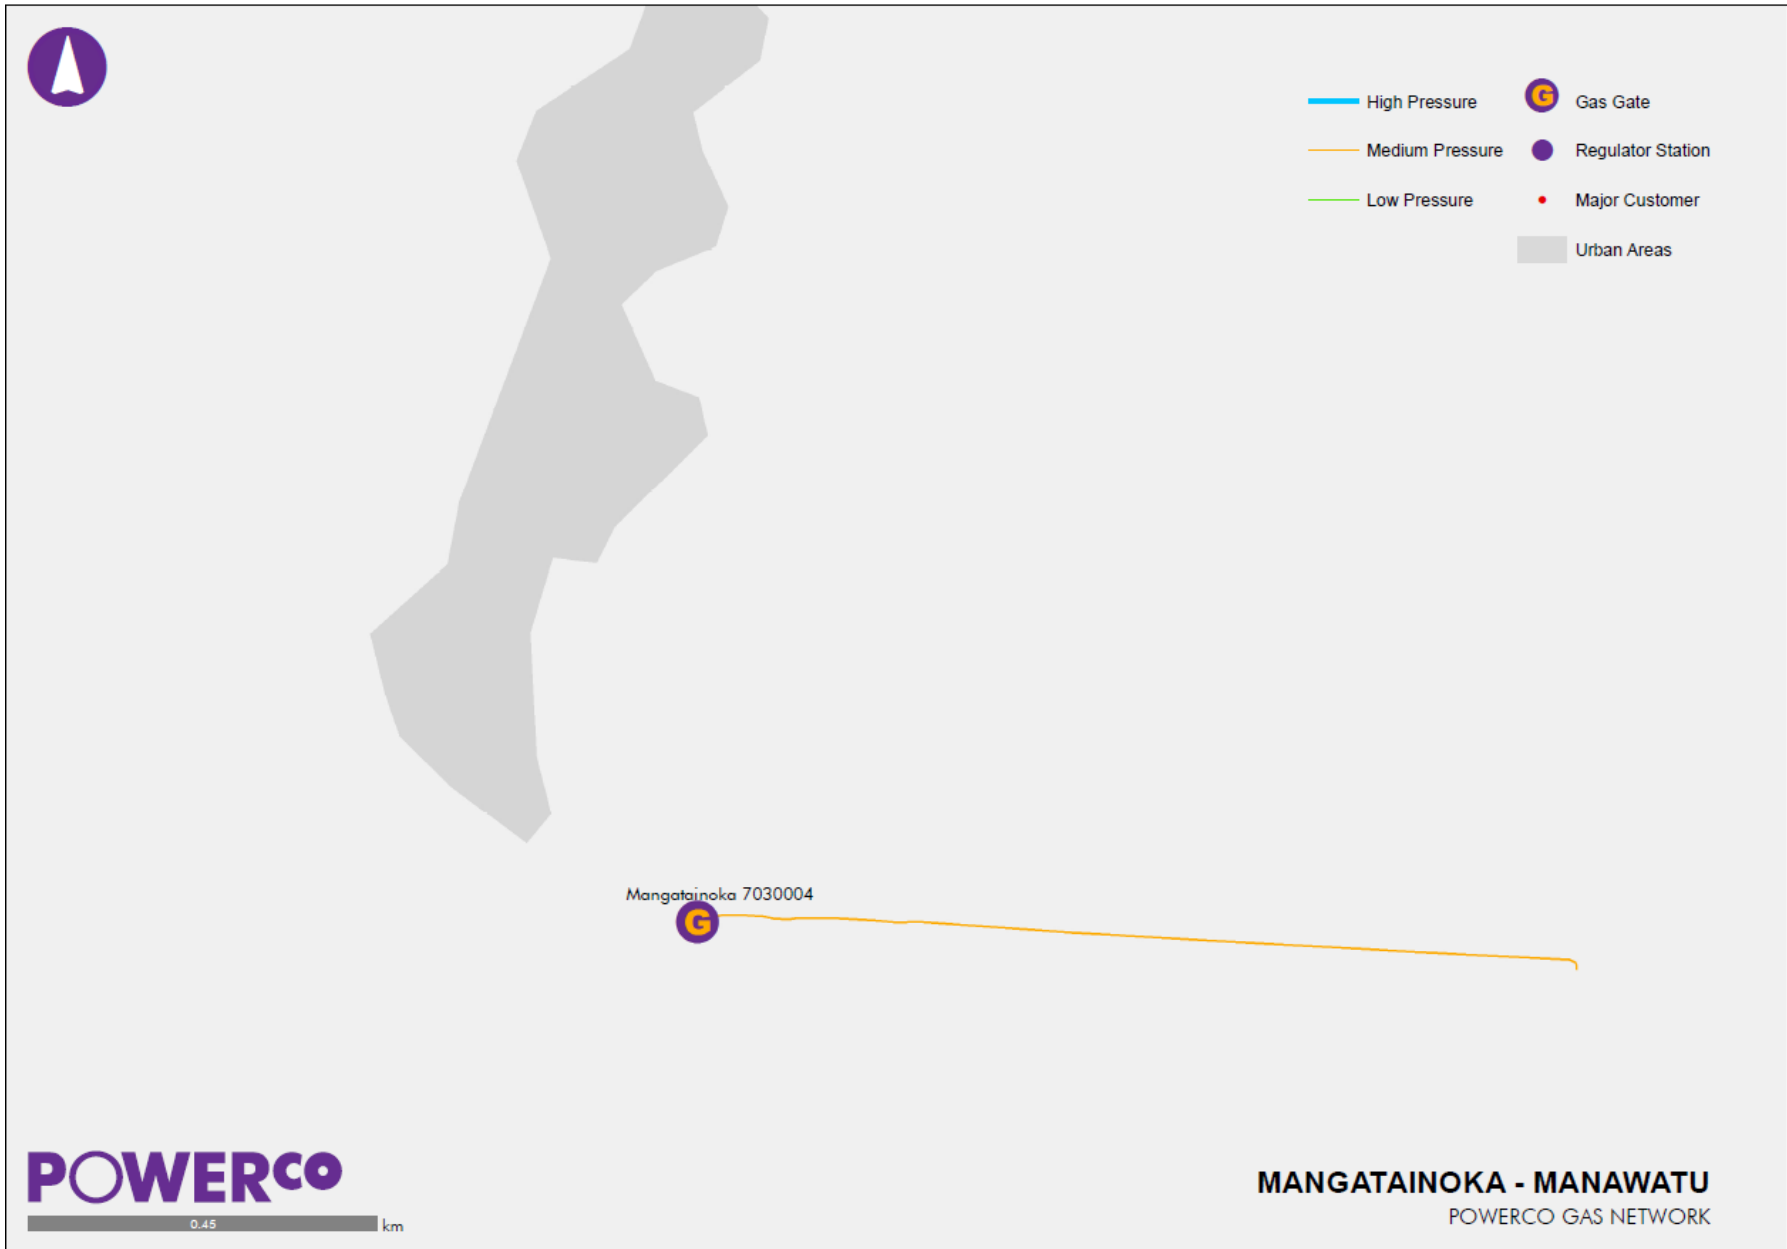 High Pressure
G Gas Gate
Medium Pressure
Regulator Station
Low Pressure
Major Customer
Urban Areas
Mangatainoka 7030004
G
POWERCO
0.45 km
MANGATAINOKA - MANAWATU
POWERCO GAS NETWORK